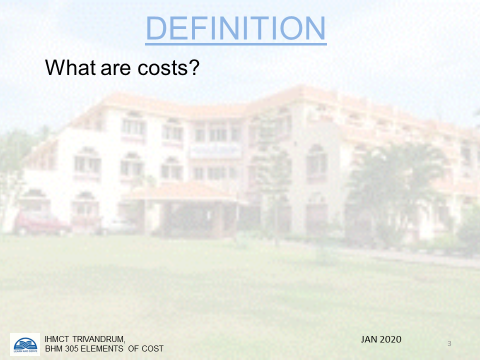 DEFINITION
What are costs?
IHMCT TRIVANDRUM,
BHM 305 ELEMENTS OF COST
JAN 2020
3